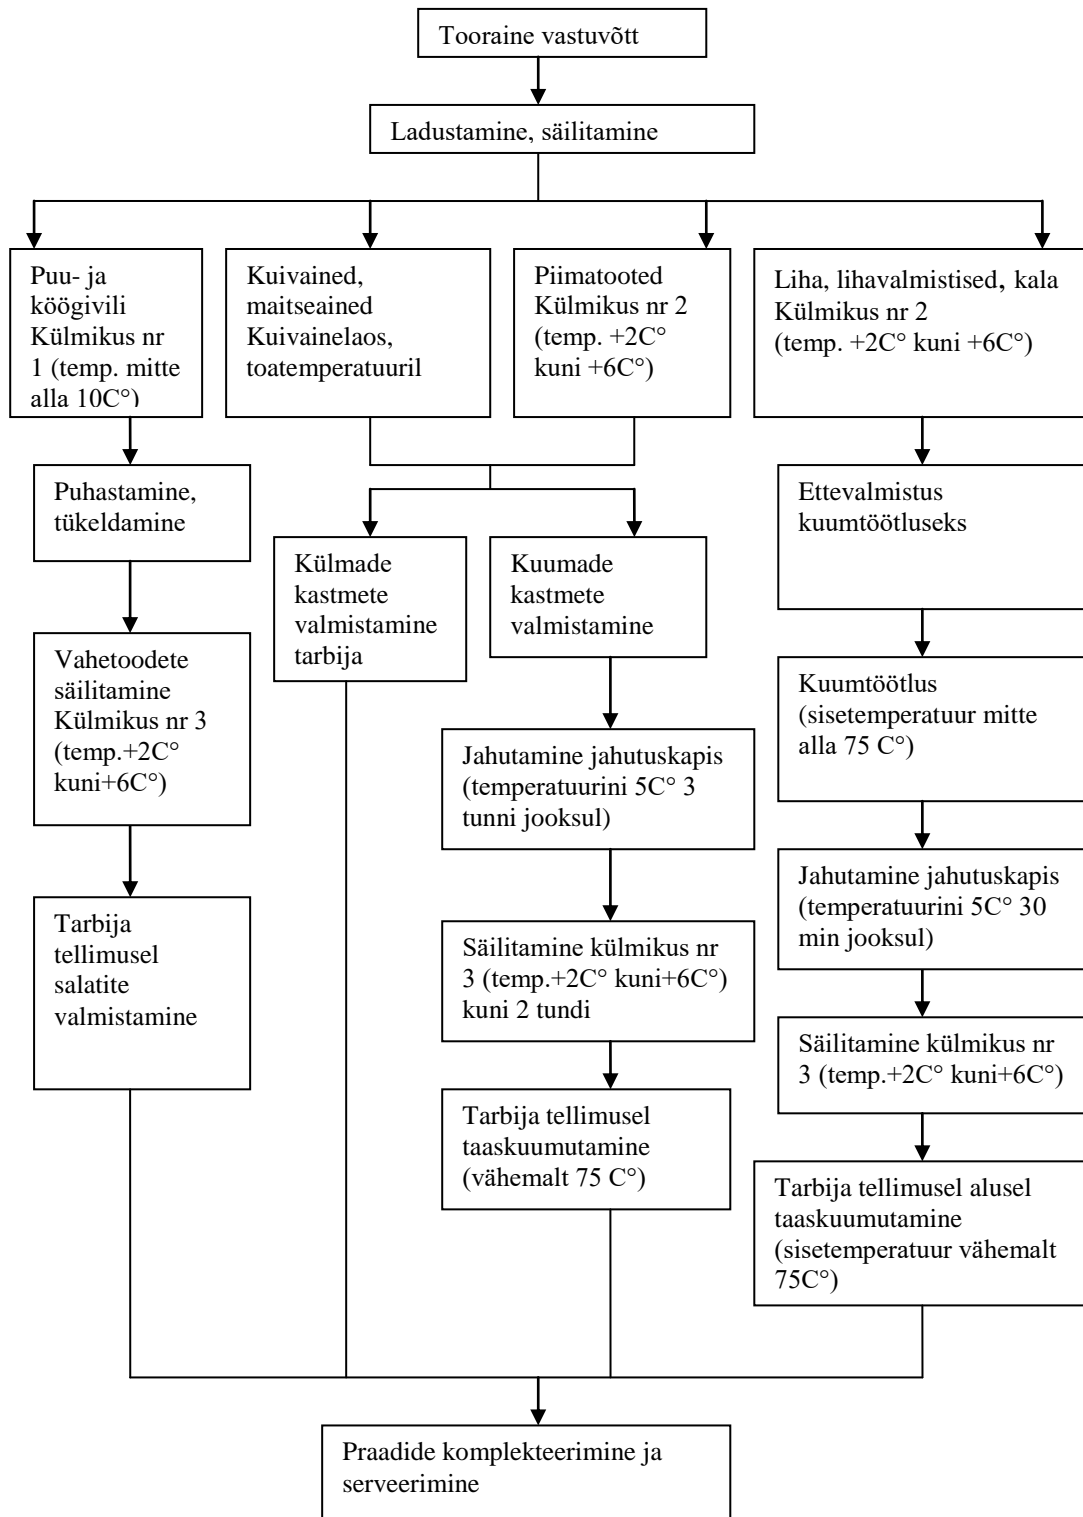 Tooraine vastuvõtt
Ladustamine, säilitamine
Puu- ja
köögivili
Külmikus nr
1 (temp. mitte
alla 10C°)
Kuivained,
maitseained
Kuivainelaos,
toatemperatuuril
Piimatooted
Külmikus nr 2
(temp. +2C°
kuni +6C°)
Liha, lihavalmistised, kala
Külmikus nr 2
(temp. +2C° kuni +6C°)
Puhastamine,
tükeldamine
Külmade
kastmete
valmistamine
tarbija
Kuumade
kastmete
valmistamine
Ettevalmistus
kuumtöötluseks
Vahetoodete
säilitamine
Külmikus nr 3
(temp.+2C°
kuni+6C°)
Kuumtöötlus
(sisetemperatuur mitte
alla 75 C°)
Jahutamine jahutuskapis
(temperatuurini 5C° 3
tunni jooksul)
Jahutamine jahutuskapis
(temperatuurini 5C° 30
min jooksul)
Tarbija
tellimusel
salatite
valmistamine
Säilitamine külmikus nr
3 (temp.+2C° kuni+6C°)
kuni 2 tundi
Säilitamine külmikus nr
3 (temp.+2C° kuni+6C°)
Tarbija tellimusel
taaskuumutamine
(vähemalt 75 C°)
Tarbija tellimusel alusel
taaskuumutamine
(sisetemperatuur vähemalt
75C°)
Praadide komplekteerimine ja
serveerimine